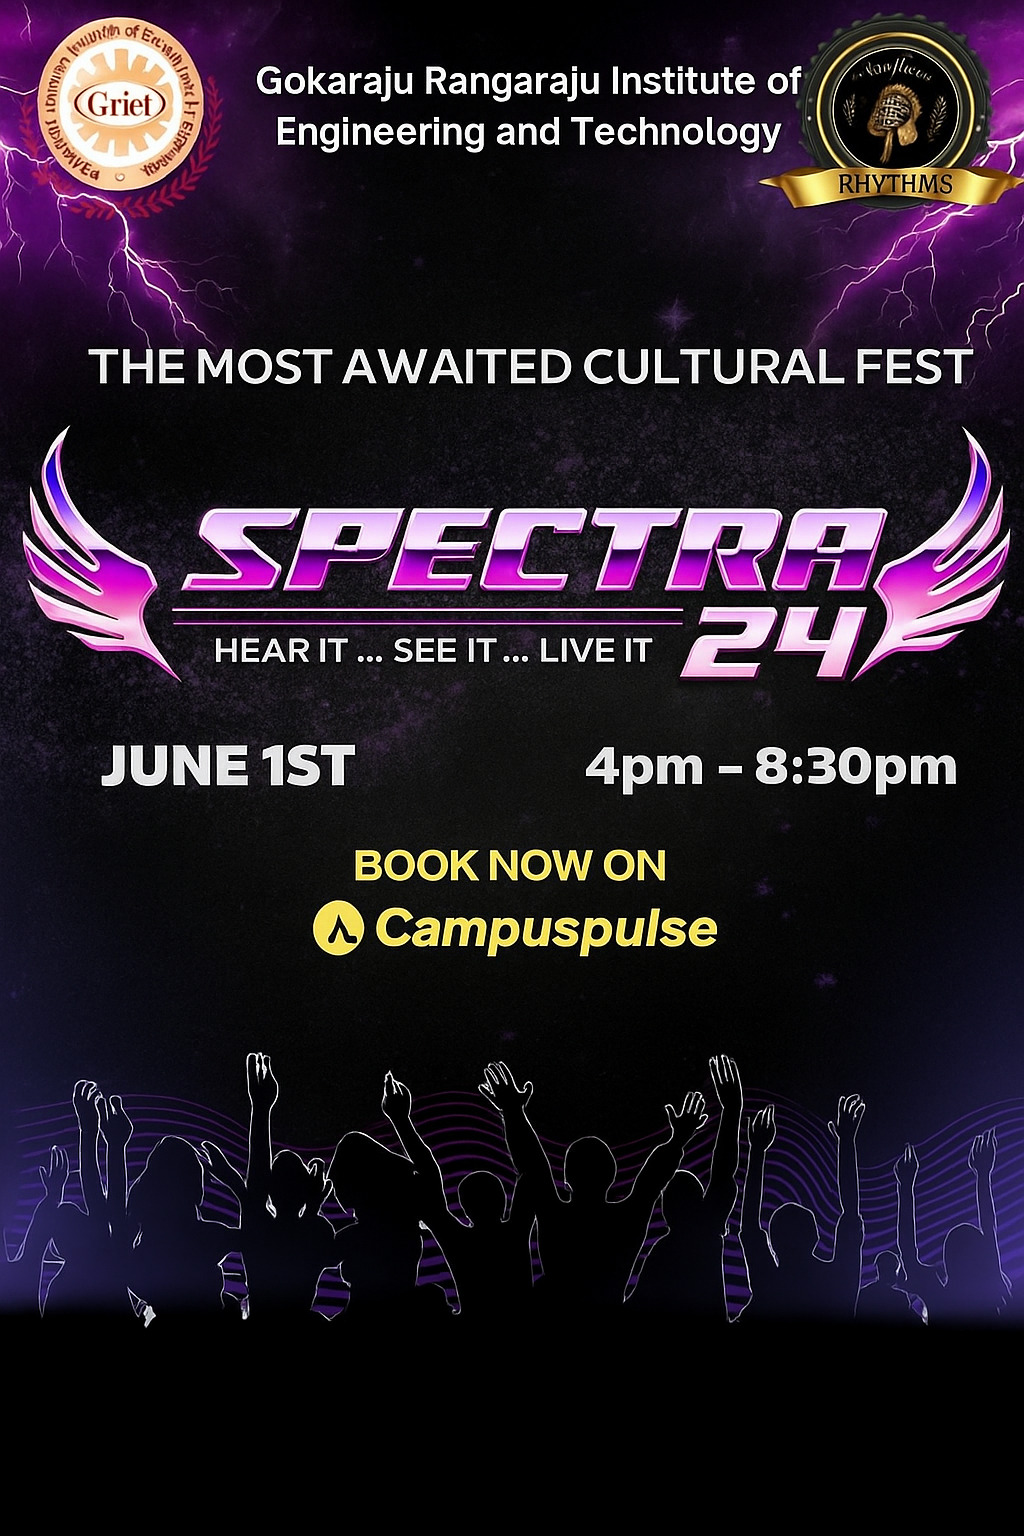 Griet
Gokaraju Rangaraju Institute of
Engineering and Technology
RHYTHMS
THE MOST AWAITED CULTURAL FEST
SPECTRA
24
HEAR IT ... SEE IT ... LIVE IT
JUNE 1ST
4pm – 8:30pm
BOOK NOW ON
Campuspulse